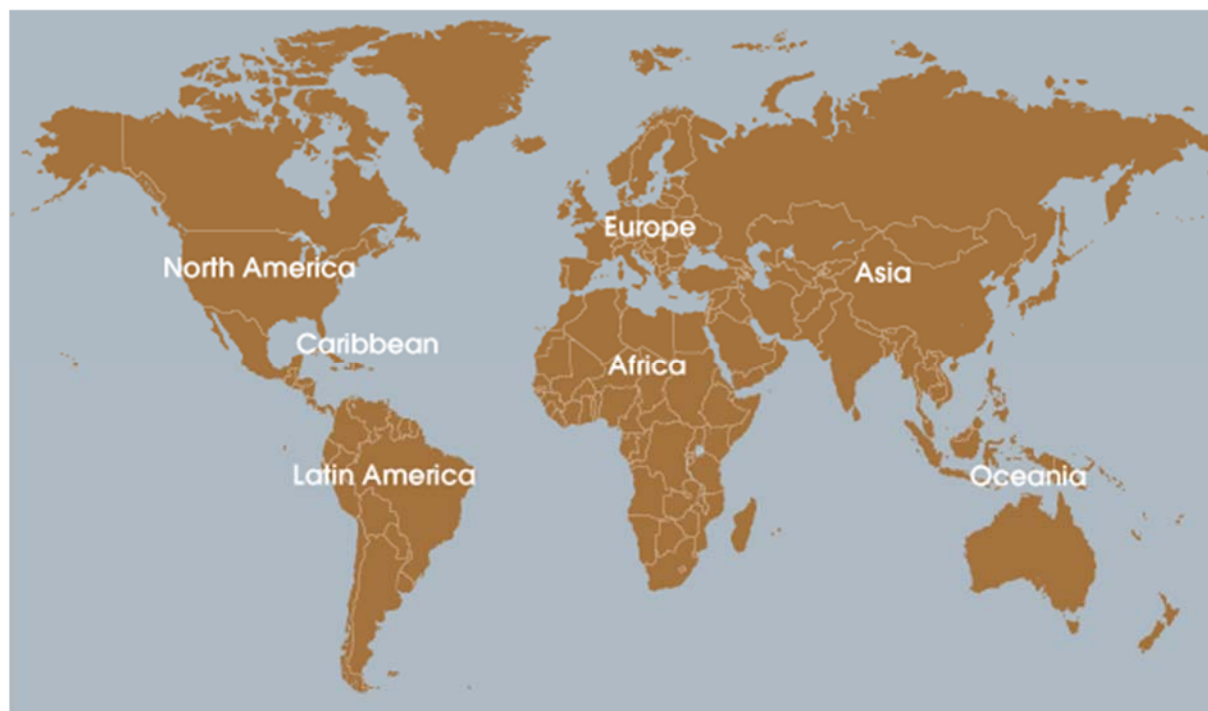 Europe
North America
Asia
Caribbean
Africa
Latin America
Oceania